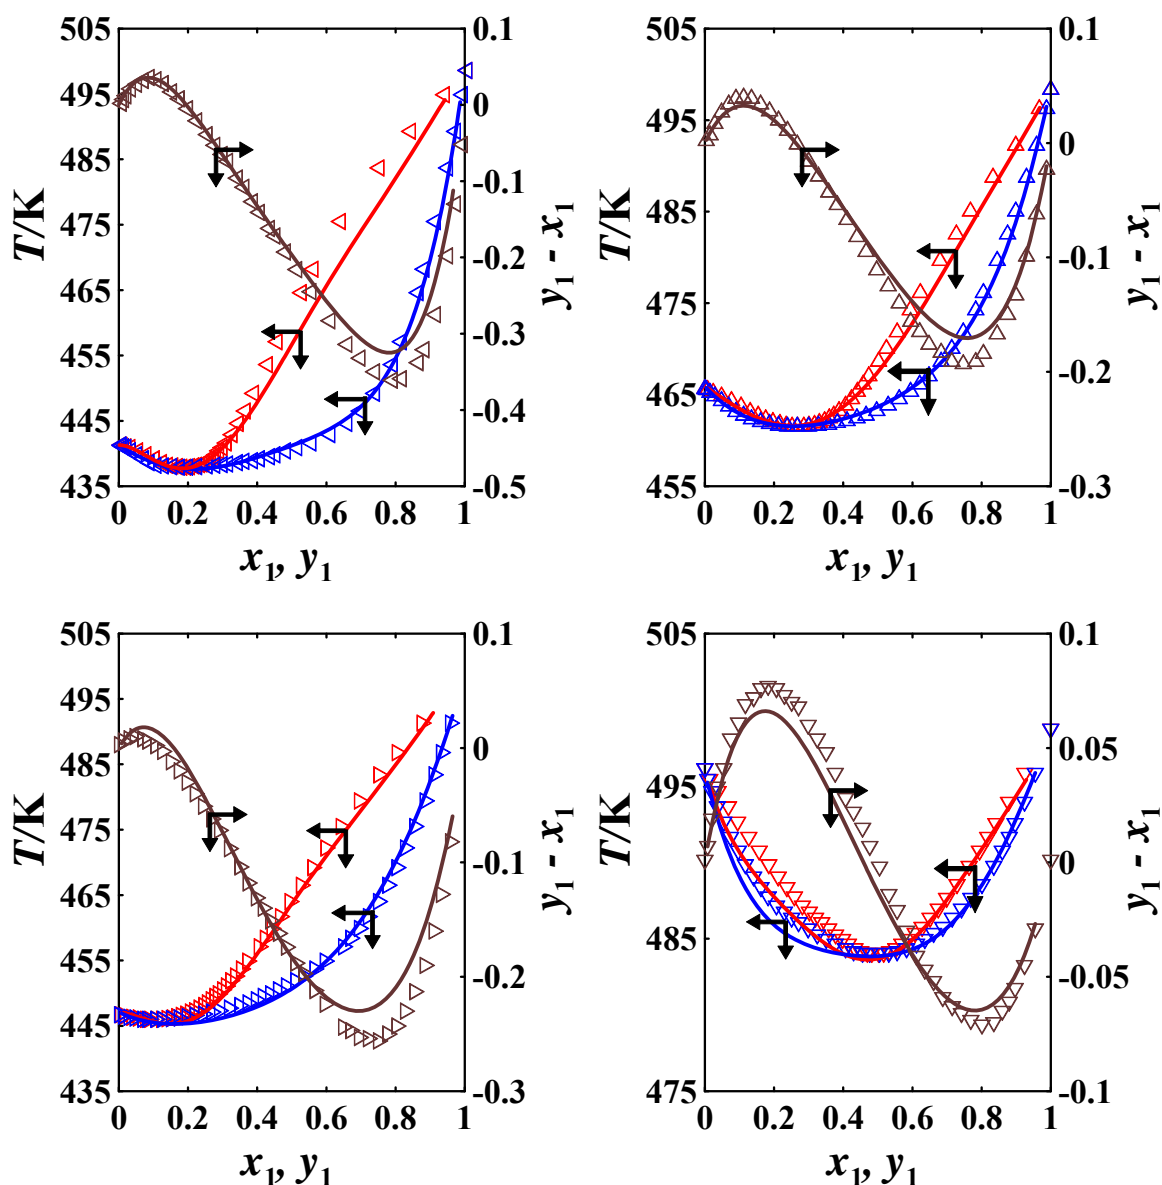 505 0.1 505 0.1
495 0 495 0
485 -0.1 485 -0.1
475 -0.2 475
465 -0.3 465 -0.2
455 -0.4
445
435 -0.5 455 -0.3
T/K y1 - x1 T/K y1 - x1
0 0.2 0.4 0.6 0.8 1 0 0.2 0.4 0.6 0.8 1
x1, y1 x1, y1
505 0.1 505 0.1
495
485 0 495 0.05
475 -0.1 0
465
455 -0.2 485 -0.05
445
435 -0.3 475 -0.1
T/K y1 - x1 T/K y1 - x1
0 0.2 0.4 0.6 0.8 1 0 0.2 0.4 0.6 0.8 1
x1, y1 x1, y1